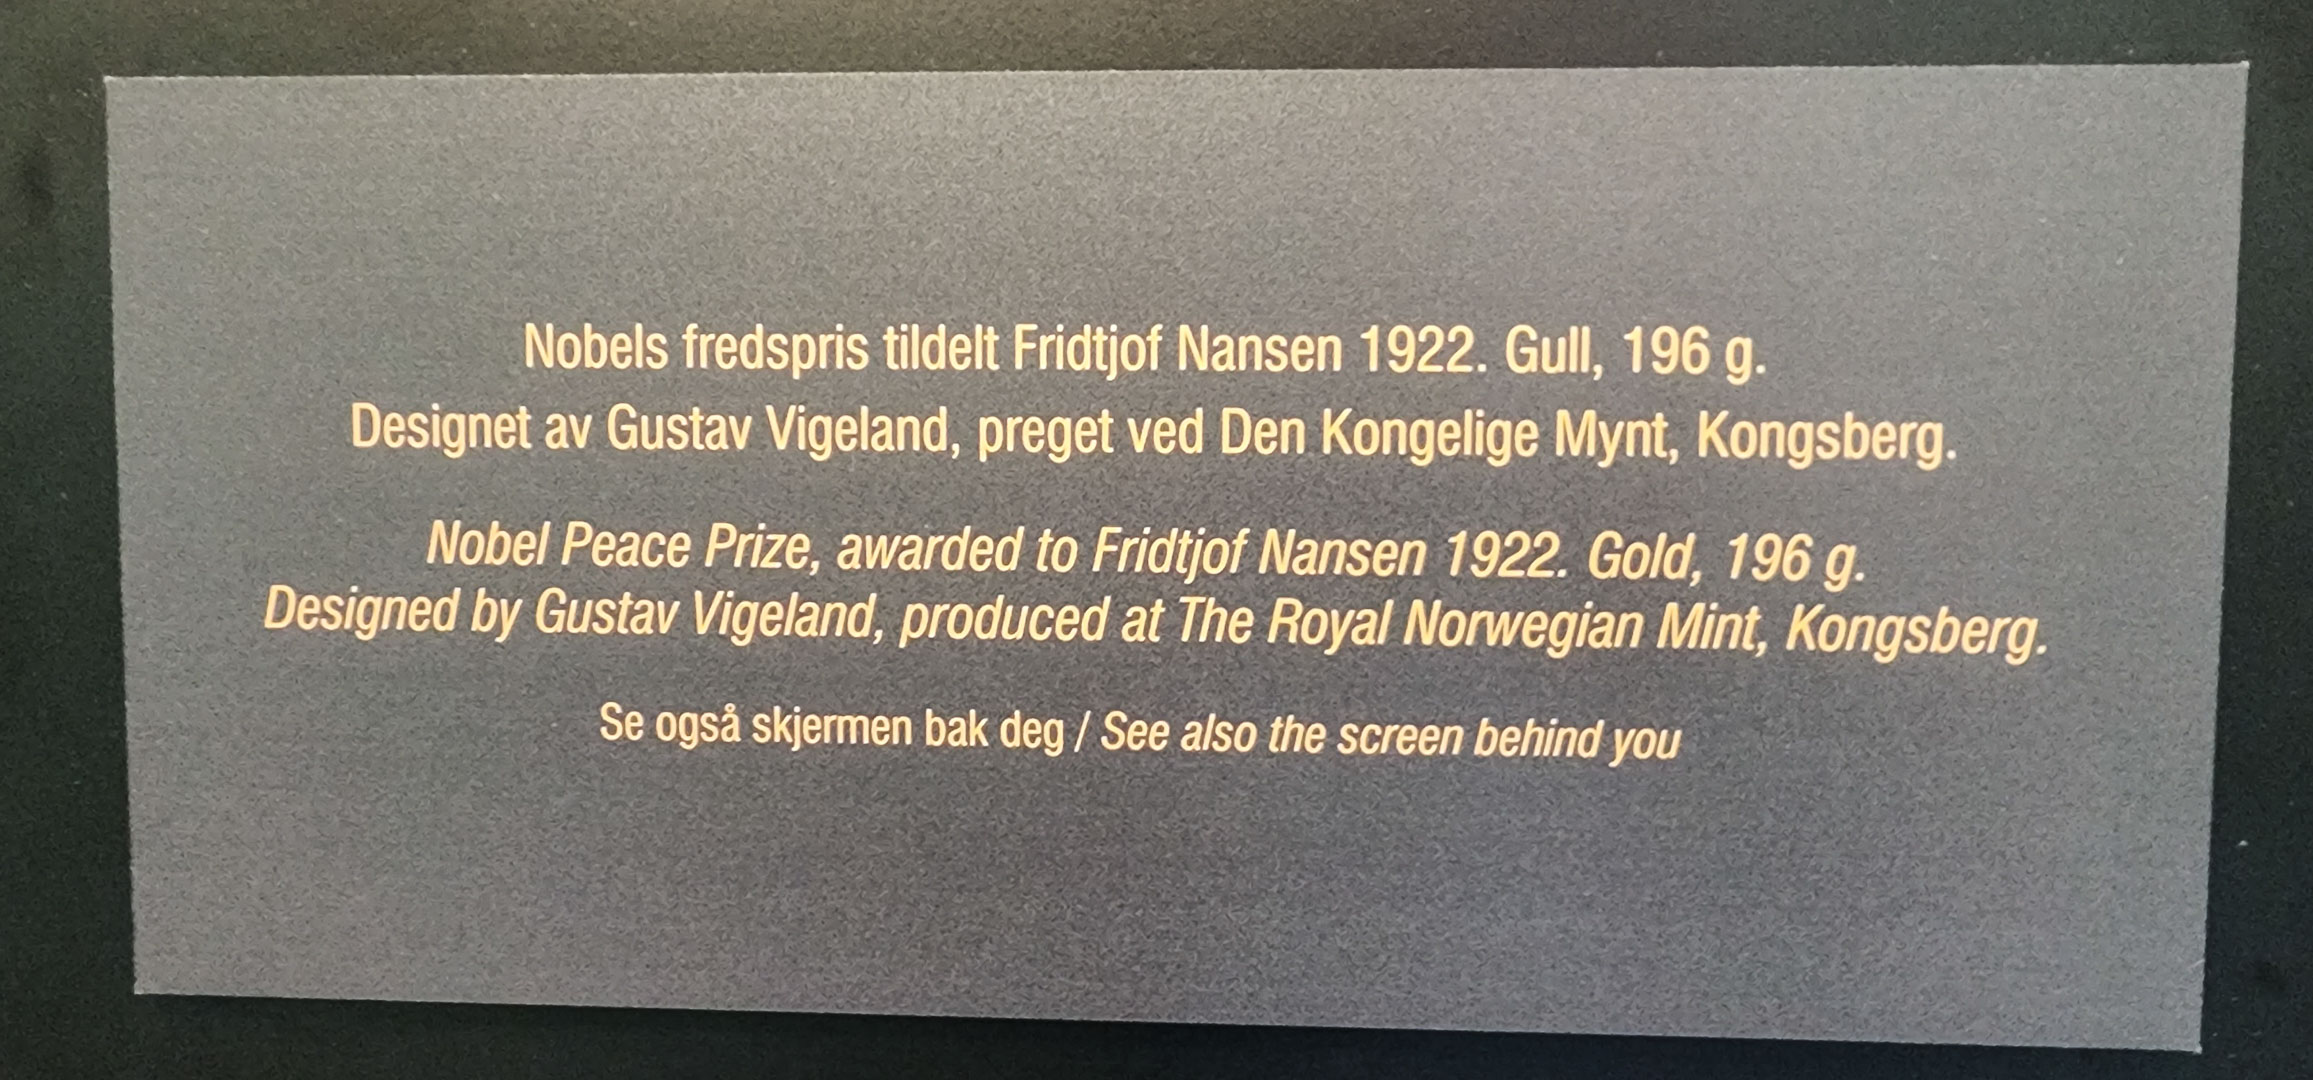 Nobels fredspris tildelt Fridtjof Nansen 1922. Gull, 196 g.
Designet av Gustav Vigeland, preget ved Den Kongelige Mynt, Kongsberg.
Nobel Peace Prize, awarded to Fridtjof Nansen 1922. Gold, 196 g.
Designed by Gustav Vigeland, produced at The Royal Norwegian Mint, Kongsberg.
Se også skjermen bak deg / See also the screen behind you